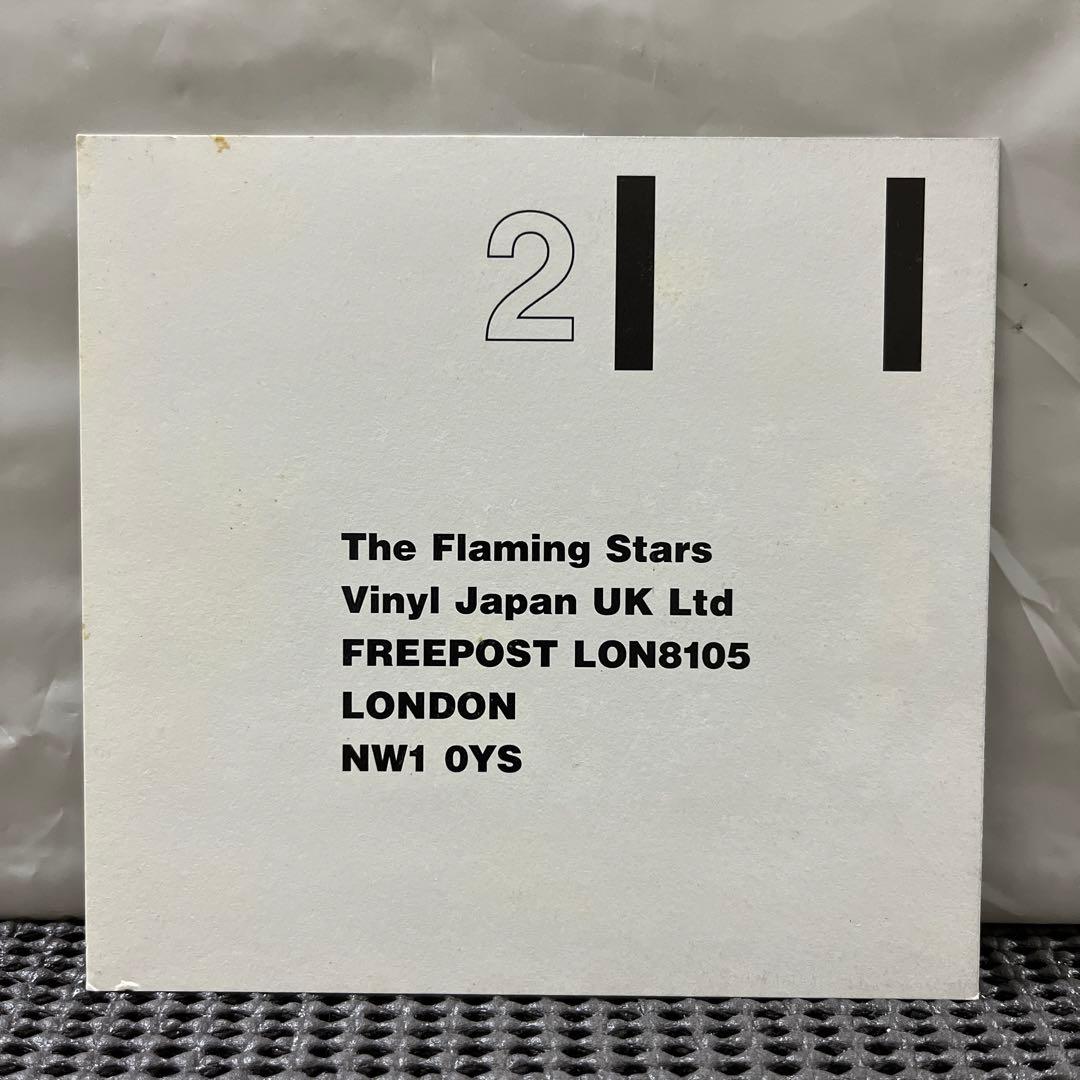 2
The Flaming Stars
Vinyl Japan UK Ltd
FREEPOST LON8105
LONDON
NW1 0YS